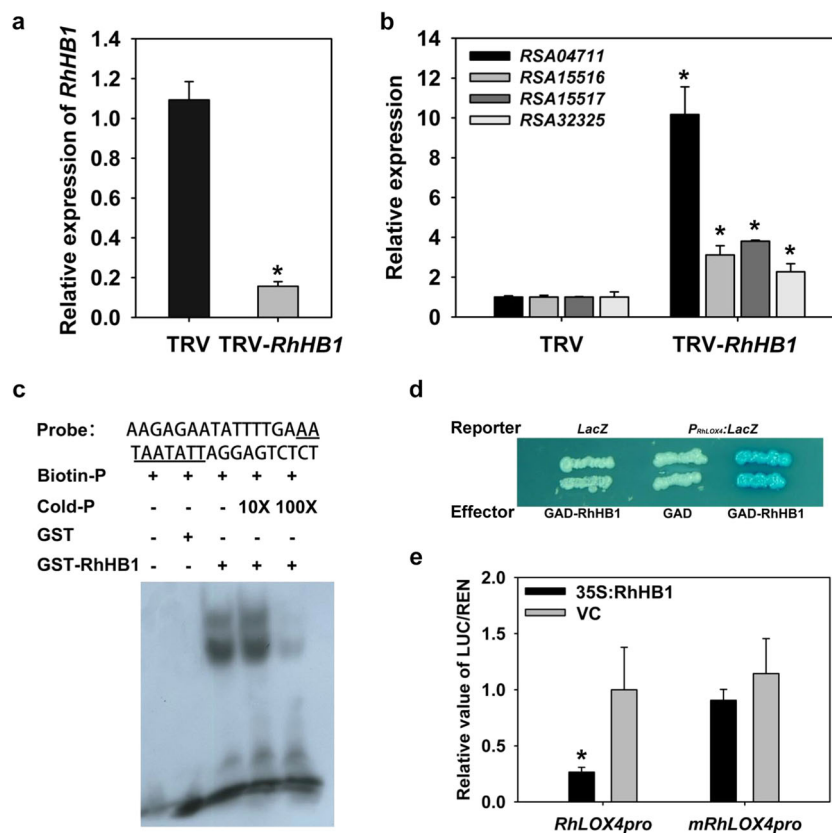 a
Relative expression of RhHB1
1.4
1.2
1.0
0.8
0.6
0.4
0.2
0.0
*
TRV TRV-RhHB1
b
Relative expression
14
12
10
8
6
4
2
0
RSA04711
RSA15516
RSA15517
RSA32325
* * * *
TRV TRV-RhHB1
c
Probe: AAGAGAATATTTTGAAA
TAATATTAGGAGTCTCT
Biotin-P + + + + +
Cold-P - - - 10X 100X
GST - + - - -
GST-RhHB1 - - + + +
d
Reporter LacZ PRhLOX4:LacZ
Effector GAD-RhHB1 GAD GAD-RhHB1
e
Relative value of LUC/REN
2.0
1.5
1.0
0.5
0.0
35S:RhHB1
VC
*
RhLOX4pro mRhLOX4pro